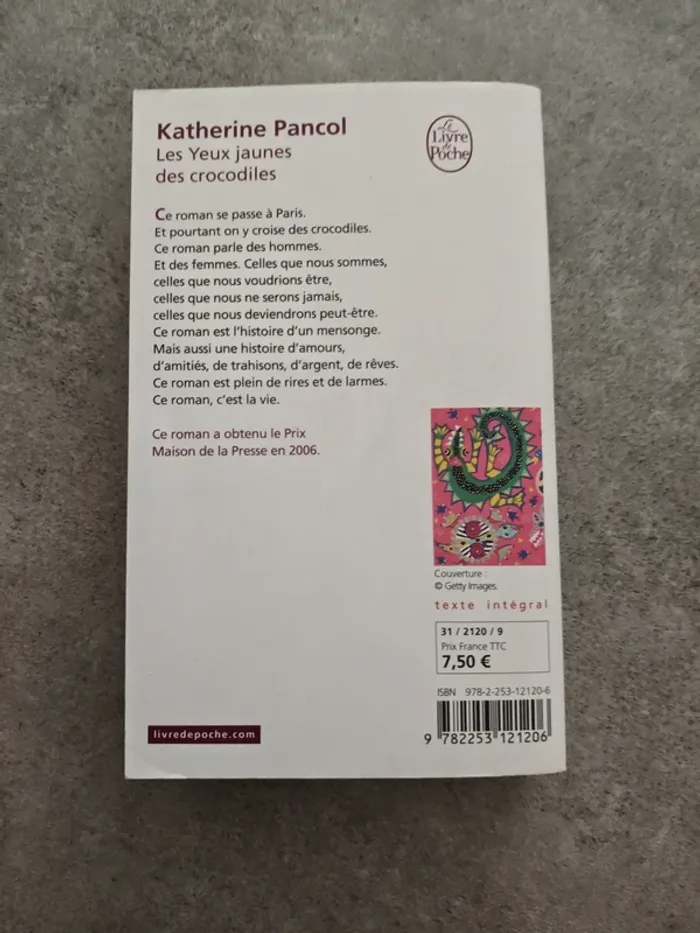 Katherine Pancol
Les Yeux jaunes
des crocodiles
Le
Livre
de
Poche
Ce roman se passe à Paris.
Et pourtant on y croise des crocodiles.
Ce roman parle des hommes.
Et des femmes. Celles que nous sommes,
celles que nous voudrions être,
celles que nous ne serons jamais,
celles que nous deviendrons peut-être.
Ce roman est l'histoire d'un mensonge.
Mais aussi une histoire d'amours,
d'amitiés, de trahisons, d'argent, de rêves.
Ce roman est plein de rires et de larmes.
Ce roman, c'est la vie.
Ce roman a obtenu le Prix
Maison de la Presse en 2006.
Couverture :
© Getty Images.
texte intégral
31 / 2120 / 9
Prix France TTC
7,50 €
ISBN 978-2-253-12120-6
9 782253 121206
livredepoche.com